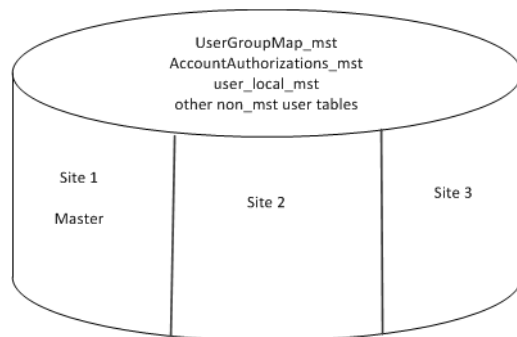 UserGroupMap_mst
AccountAuthorizations_mst
user_local_mst
other non_mst user tables
Site 1
Master
Site 2
Site 3